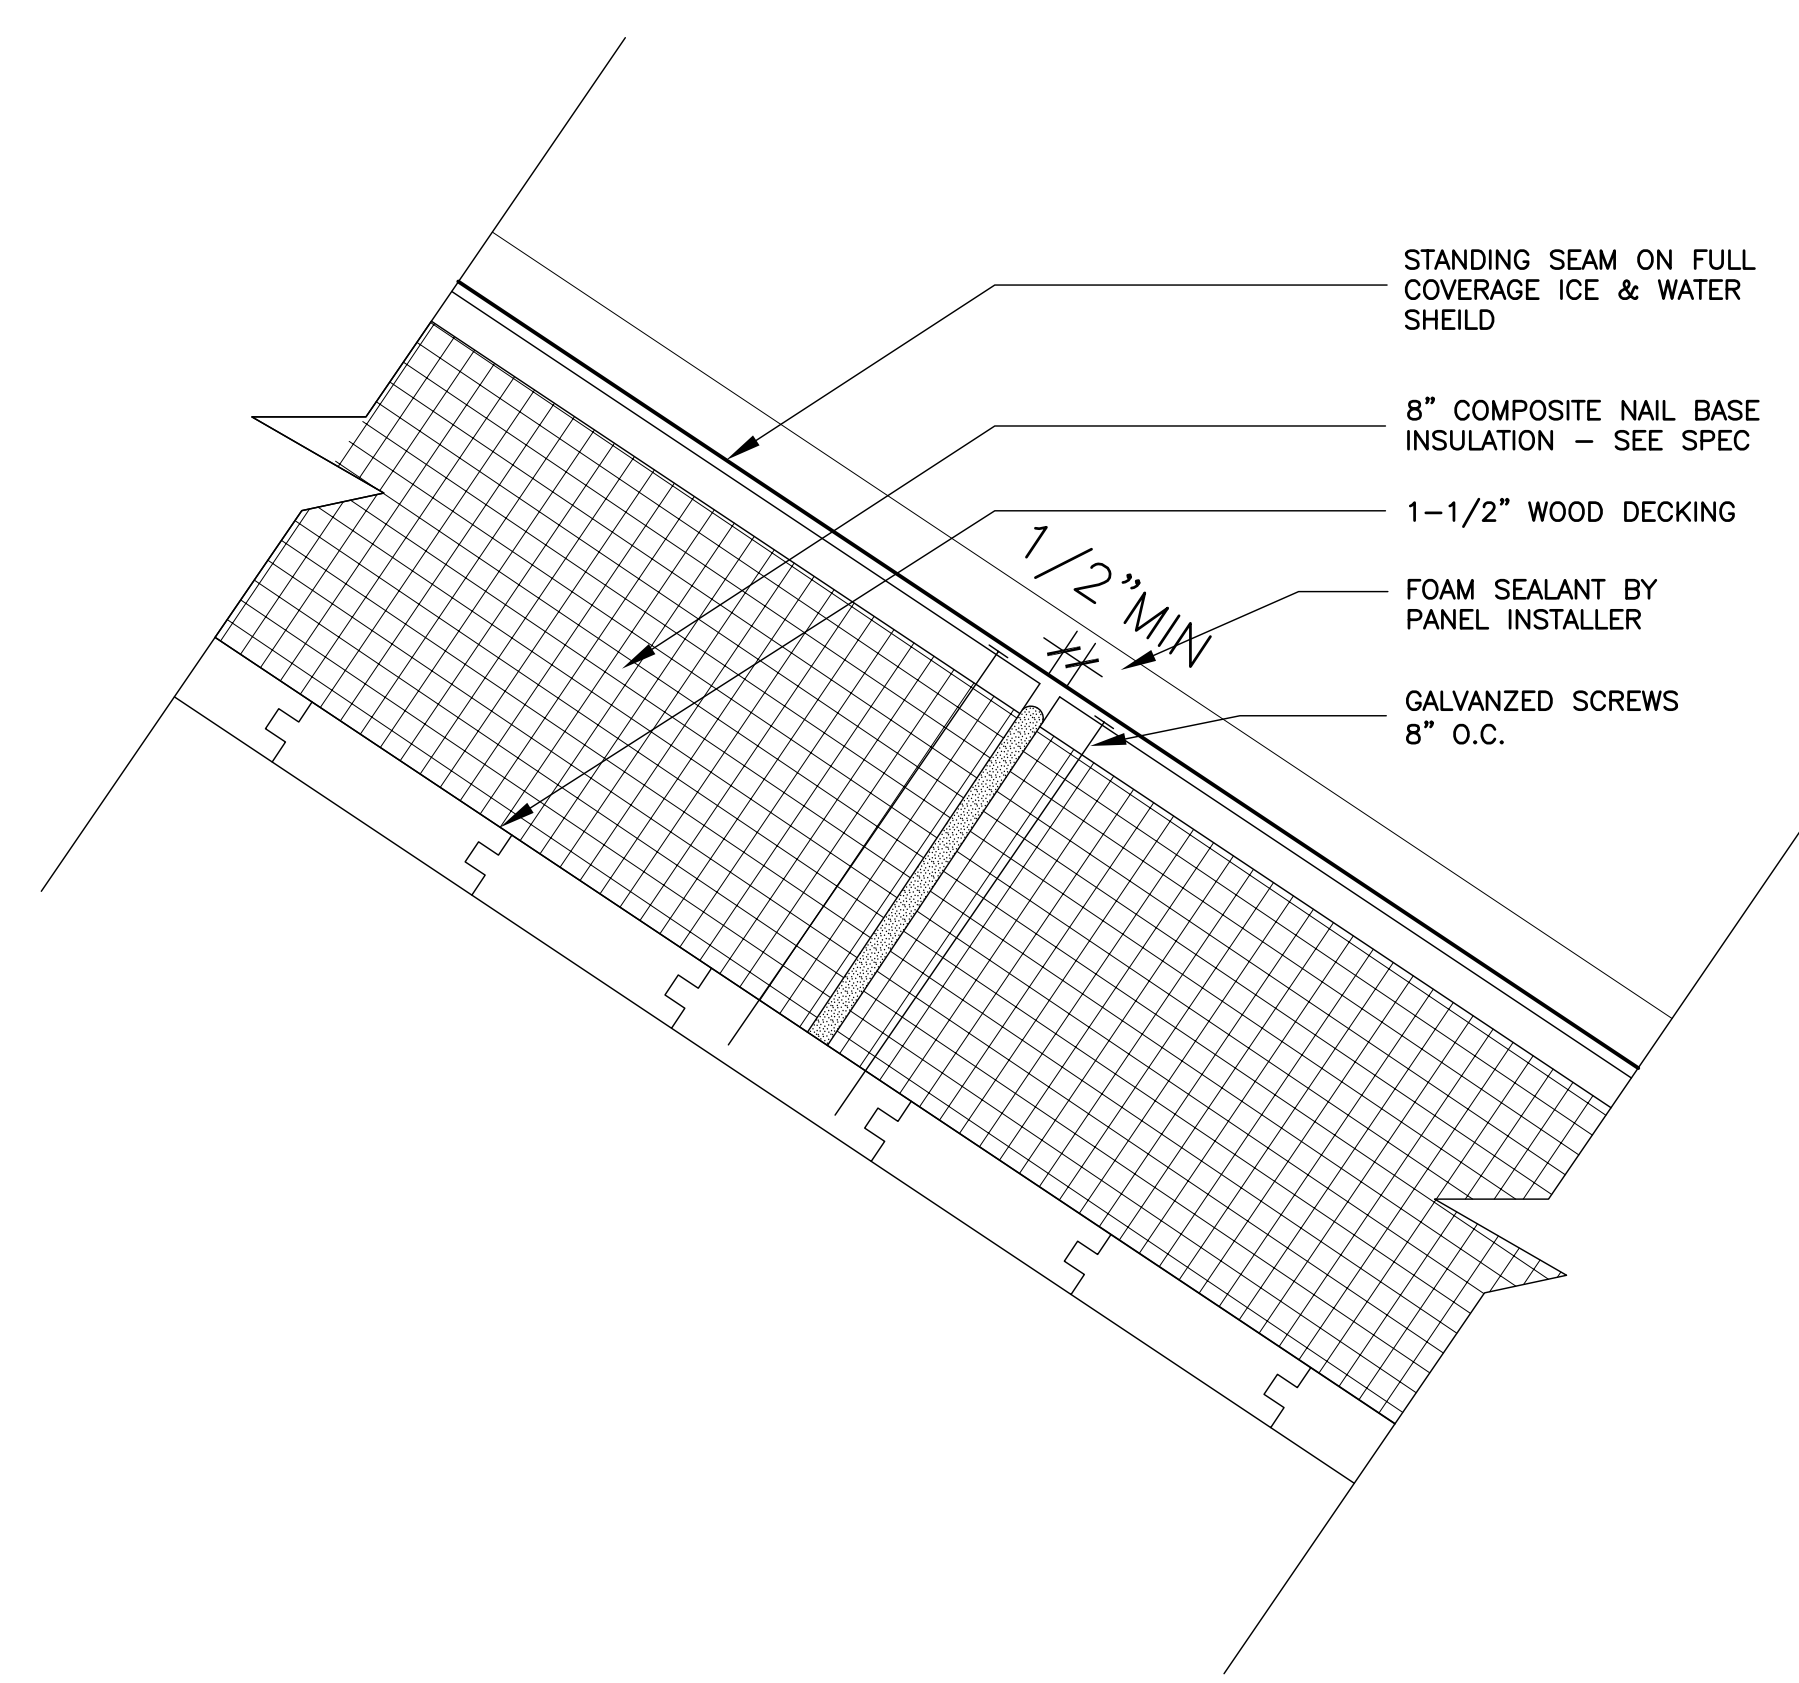 STANDING SEAM ON FULL
COVERAGE ICE & WATER
SHEILD
8" COMPOSITE NAIL BASE
INSULATION - SEE SPEC
1-1/2" WOOD DECKING
1/2"MIN
FOAM SEALANT BY
PANEL INSTALLER
GALVANZED SCREWS
8" O.C.